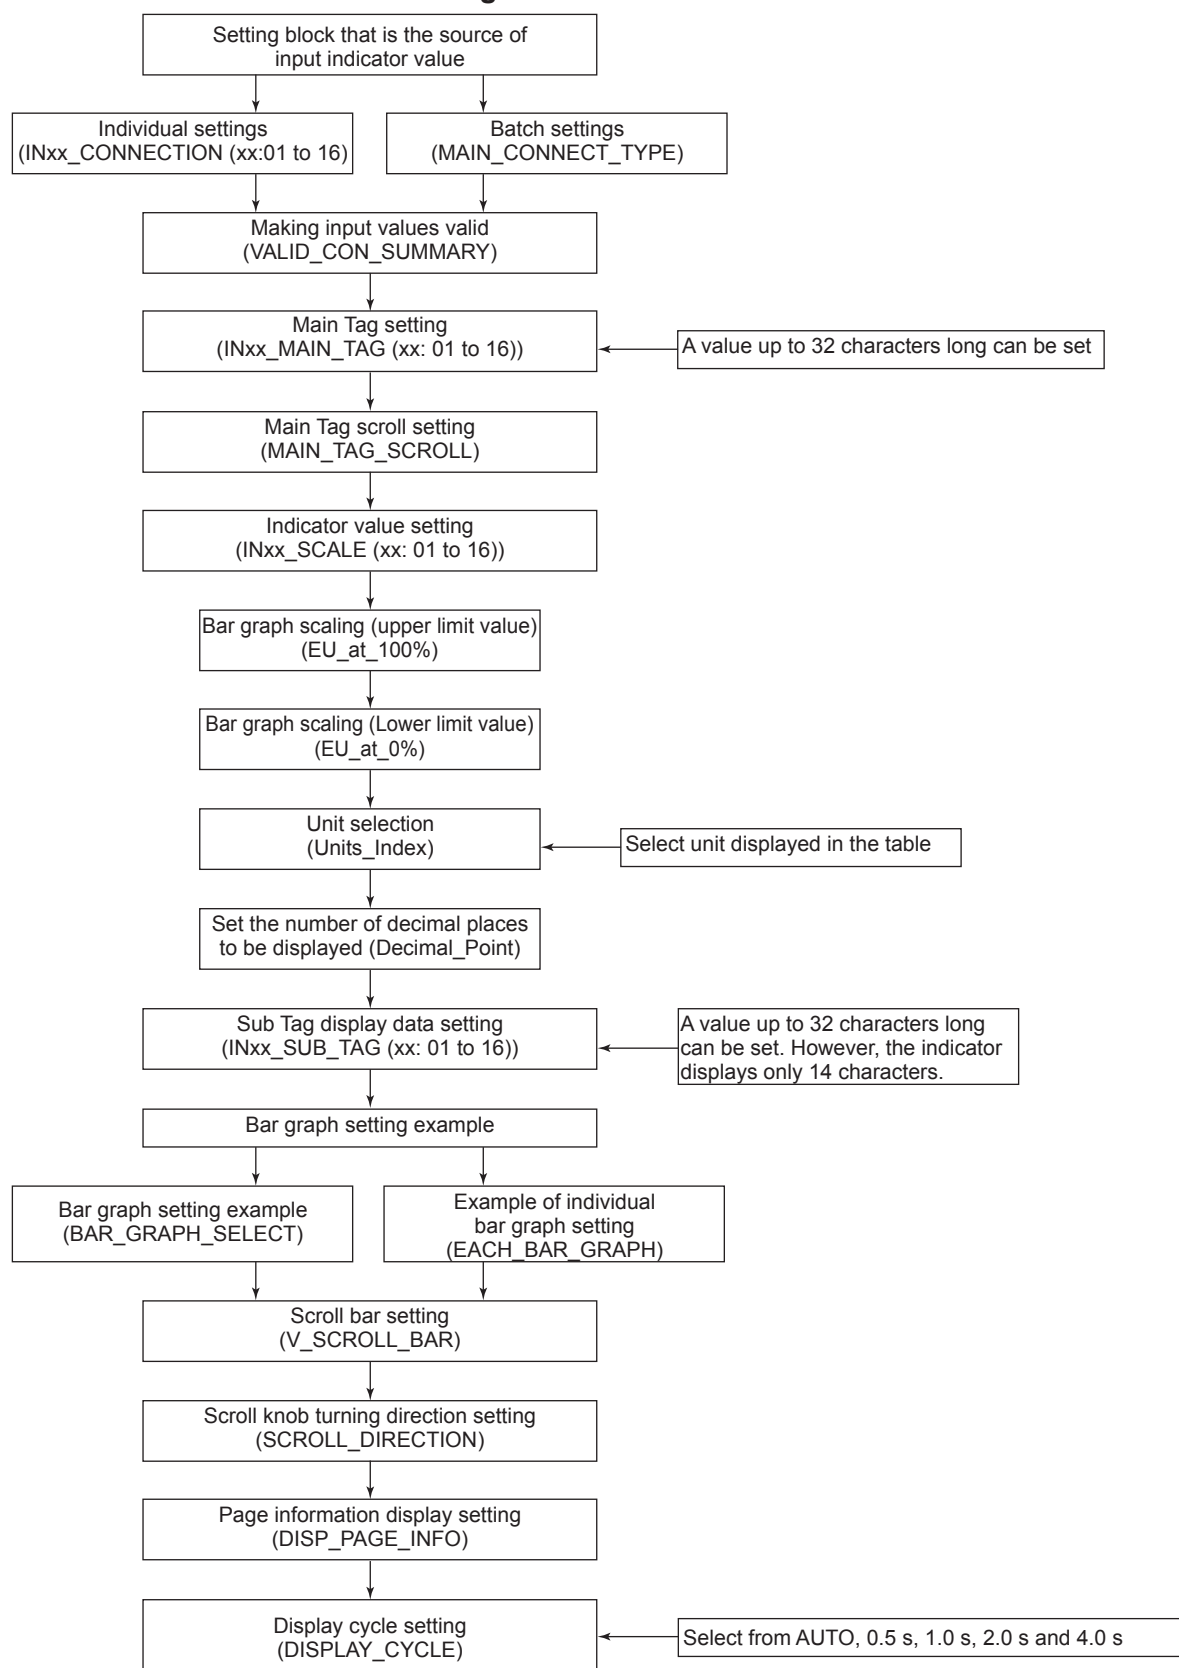 Setting block that is the source of
input indicator value
Individual settings
(INxx_CONNECTION (xx:01 to 16)
Batch settings
(MAIN_CONNECT_TYPE)
Making input values valid
(VALID_CON_SUMMARY)
Main Tag setting
(INxx_MAIN_TAG (xx: 01 to 16))
A value up to 32 characters long can be set
Main Tag scroll setting
(MAIN_TAG_SCROLL)
Indicator value setting
(INxx_SCALE (xx: 01 to 16))
Bar graph scaling (upper limit value)
(EU_at_100%)
Bar graph scaling (Lower limit value)
(EU_at_0%)
Unit selection
(Units_Index)
Select unit displayed in the table
Set the number of decimal places
to be displayed (Decimal_Point)
Sub Tag display data setting
(INxx_SUB_TAG (xx: 01 to 16))
A value up to 32 characters long
can be set. However, the indicator
displays only 14 characters.
Bar graph setting example
Bar graph setting example
(BAR_GRAPH_SELECT)
Example of individual
bar graph setting
(EACH_BAR_GRAPH)
Scroll bar setting
(V_SCROLL_BAR)
Scroll knob turning direction setting
(SCROLL_DIRECTION)
Page information display setting
(DISP_PAGE_INFO)
Display cycle setting
(DISPLAY_CYCLE)
Select from AUTO, 0.5 s, 1.0 s, 2.0 s and 4.0 s